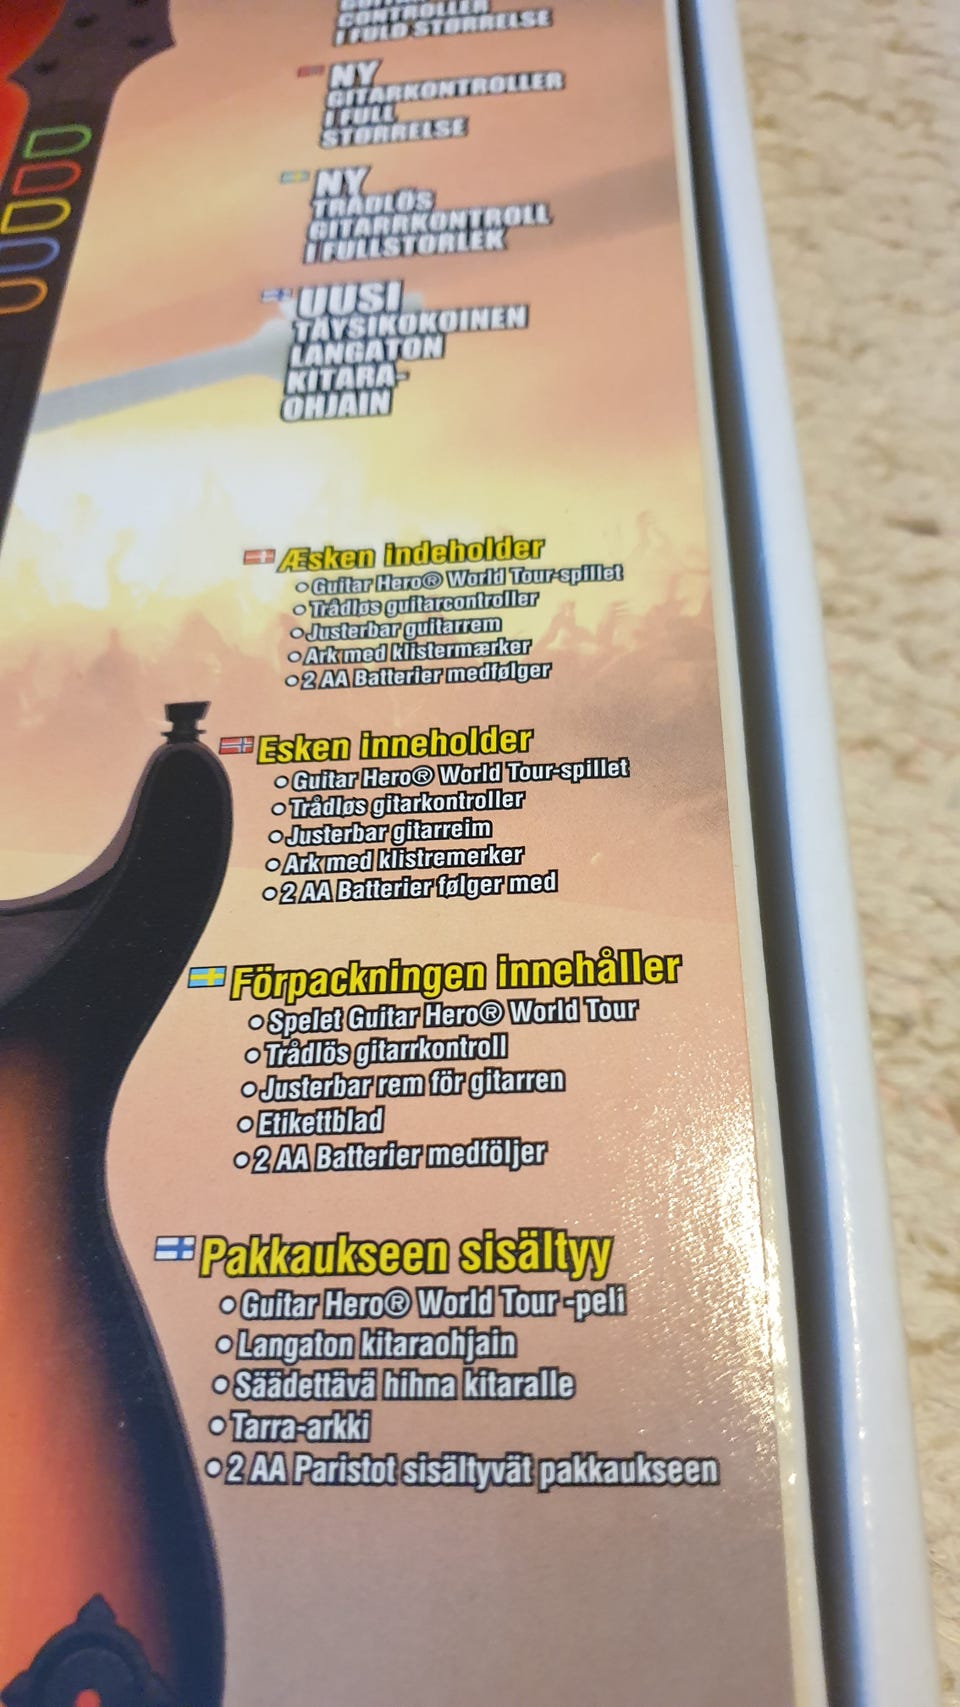 CONTROLLER
I FULD STØRRELSE
NY
GITARKONTROLLER
I FULL
STØRRELSE
NY
TRÅDLÖS
GITARRKONTROLL
I FULLSTORLEK
UUSI
TÄYSIKOKOINEN
LANGATON
KITARA-
OHJAIN
Æsken indeholder
• Guitar Hero® World Tour-spillet
• Trådløs guitarcontroller
• Justerbar guitarrem
• Ark med klistermærker
• 2 AA Batterier medfølger
Esken inneholder
• Guitar Hero® World Tour-spillet
• Trådløs gitarkontroller
• Justerbar gitarreim
• Ark med klistremerker
• 2 AA Batterier følger med
Förpackningen innehåller
• Spelet Guitar Hero® World Tour
• Trådlös gitarrkontroll
• Justerbar rem för gitarren
• Etikettblad
• 2 AA Batterier medföljer
Pakkaukseen sisältyy
• Guitar Hero® World Tour -peli
• Langaton kitaraohjain
• Säädettävä hihna kitaralle
• Tarra-arkki
• 2 AA Paristot sisältyvät pakkaukseen